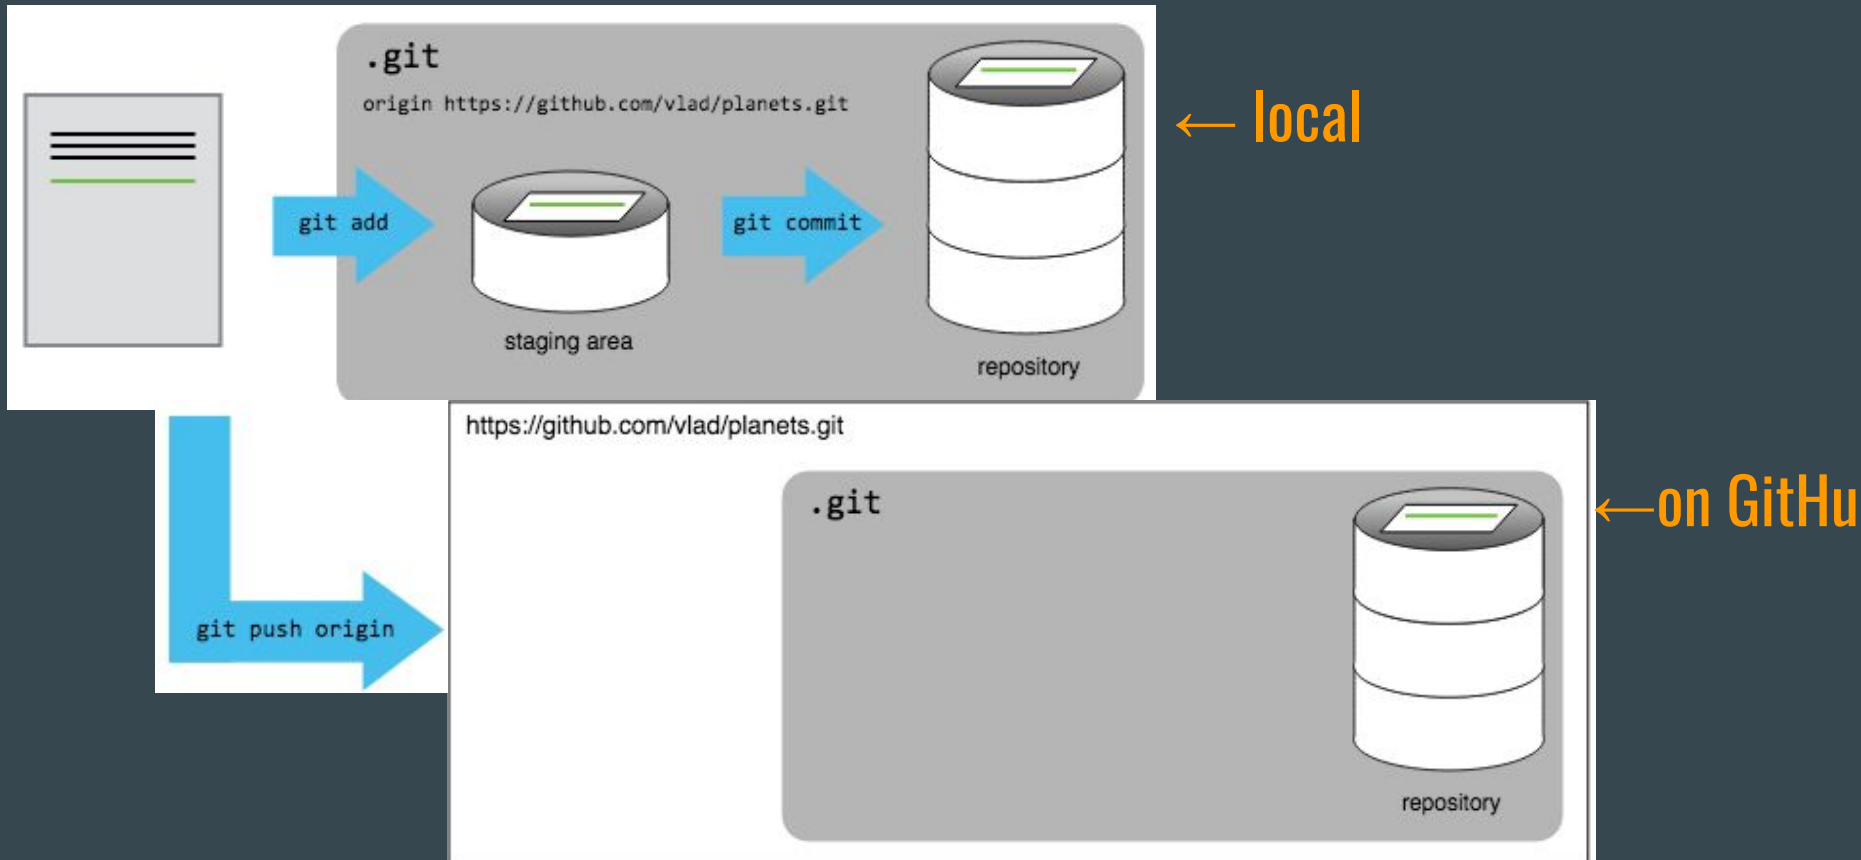 .git
origin https://github.com/vlad/planets.git
← local
git add
git commit
staging area
repository
https://github.com/vlad/planets.git
.git
←on GitHu
git push origin
repository